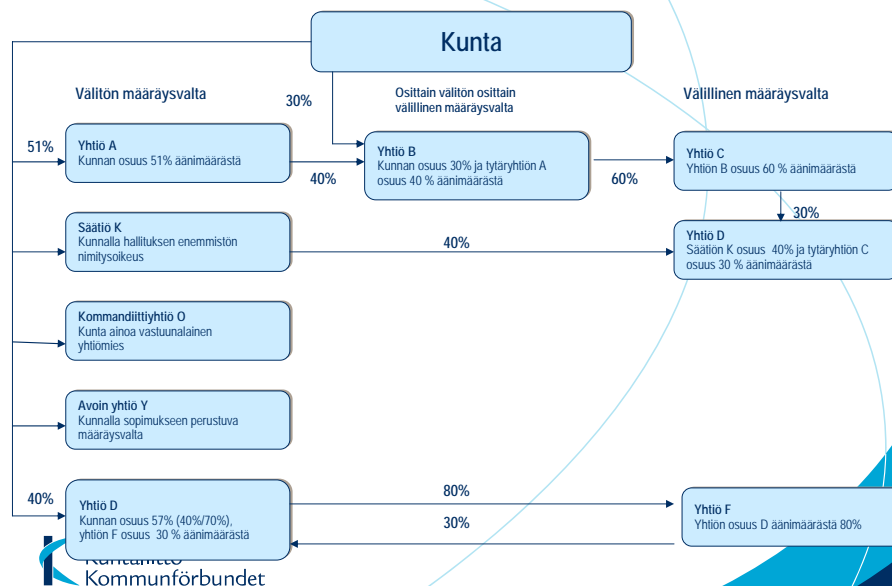 Kunta
Välitön määräysvalta
30%
Osittain välitön osittain
välillinen määräysvalta
Välillinen määräysvalta
51%
Yhtiö A
Kunnan osuus 51% äänimäärästä
40%
Yhtiö B
Kunnan osuus 30% ja tytäryhtiön A
osuus 40 % äänimäärästä
60%
Yhtiö C
Yhtiön B osuus 60 % äänimäärästä
30%
Säätiö K
Kunnalla hallituksen enemmistön
nimitysoikeus
40%
Yhtiö D
Säätiön K osuus 40% ja tytäryhtiön C
osuus 30 % äänimäärästä
Kommandiittiyhtiö O
Kunta ainoa vastuunalainen
yhtiömies
Avoin yhtiö Y
Kunnalla sopimukseen perustuva
määräysvalta
40%
Yhtiö D
Kunnan osuus 57% (40%/70%),
yhtiön F osuus 30 % äänimäärästä
80%
30%
Yhtiö F
Yhtiön osuus D äänimäärästä 80%
Kuntaliitto
Kommunförbundet